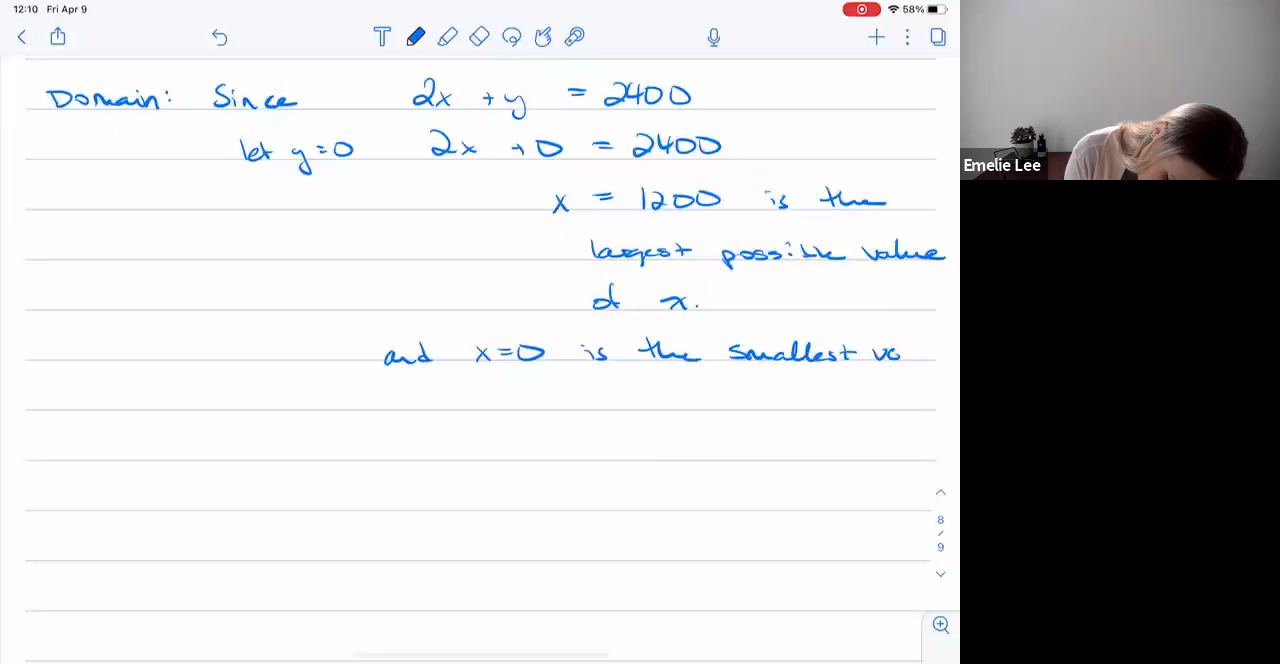 12:10 Fri Apr 9
58%
Domain: Since 2x + y = 2400
let y=0 2x + 0 = 2400
x = 1200 is the
largest possible value
of x.
and x=0 is the smallest va
Emelie Lee
8
/
9